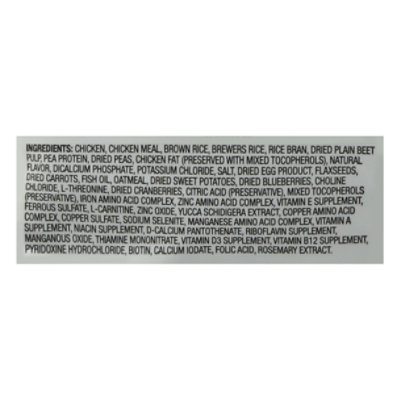 INGREDIENTS: CHICKEN, CHICKEN MEAL, BROWN RICE, BREWERS RICE, RICE BRAN, DRIED PLAIN BEET
PULP, PEA PROTEIN, DRIED PEAS, CHICKEN FAT (PRESERVED WITH MIXED TOCOPHEROLS), NATURAL
FLAVOR, DICALCIUM PHOSPHATE, POTASSIUM CHLORIDE, SALT, DRIED EGG PRODUCT, FLAXSEEDS,
DRIED CARROTS, FISH OIL, OATMEAL, DRIED SWEET POTATOES, DRIED BLUEBERRIES, CHOLINE
CHLORIDE, L-THREONINE, DRIED CRANBERRIES, CITRIC ACID (PRESERVATIVE), MIXED TOCOPHEROLS
(PRESERVATIVE), IRON AMINO ACID COMPLEX, ZINC AMINO ACID COMPLEX, VITAMIN E SUPPLEMENT,
FERROUS SULFATE, L-CARNITINE, ZINC OXIDE, YUCCA SCHIDIGERA EXTRACT, COPPER AMINO ACID
COMPLEX, COPPER SULFATE, SODIUM SELENITE, MANGANESE AMINO ACID COMPLEX, VITAMIN A
SUPPLEMENT, NIACIN SUPPLEMENT, D-CALCIUM PANTOTHENATE, RIBOFLAVIN SUPPLEMENT,
MANGANOUS OXIDE, THIAMINE MONONITRATE, VITAMIN D3 SUPPLEMENT, VITAMIN B12 SUPPLEMENT,
PYRIDOXINE HYDROCHLORIDE, BIOTIN, CALCIUM IODATE, FOLIC ACID, ROSEMARY EXTRACT.